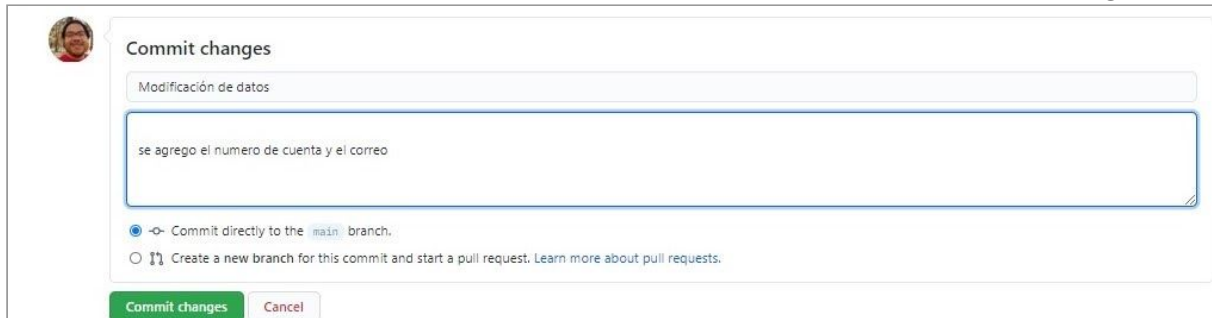 Commit changes
Modificación de datos
se agrego el numero de cuenta y el correo
Commit directly to the main branch.
Create a new branch for this commit and start a pull request. Learn more about pull requests.
Commit changes Cancel